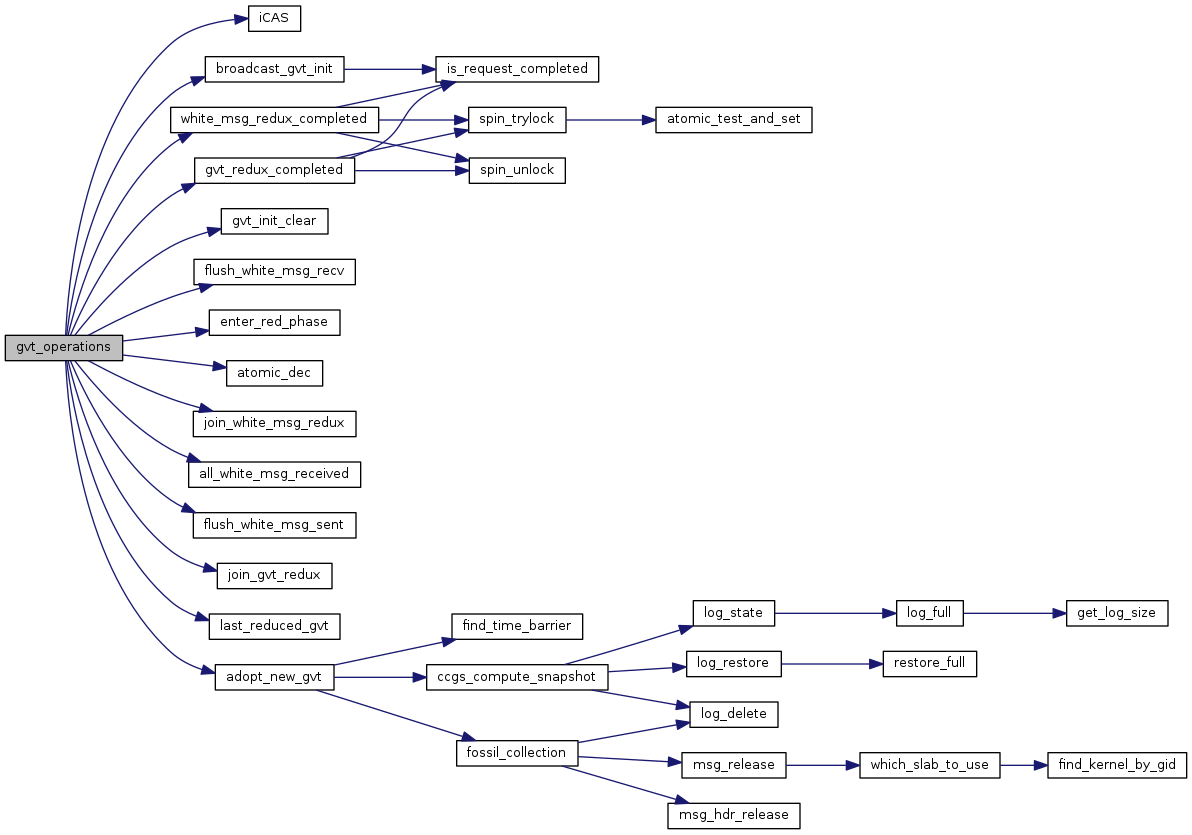 iCAS
broadcast_gvt_init
is_request_completed
white_msg_redux_completed
spin_trylock
atomic_test_and_set
gvt_redux_completed
spin_unlock
gvt_init_clear
flush_white_msg_recv
enter_red_phase
gvt_operations
atomic_dec
join_white_msg_redux
all_white_msg_received
flush_white_msg_sent
join_gvt_redux
last_reduced_gvt
find_time_barrier
log_state
log_full
get_log_size
adopt_new_gvt
ccgs_compute_snapshot
log_restore
restore_full
log_delete
fossil_collection
msg_release
which_slab_to_use
find_kernel_by_gid
msg_hdr_release